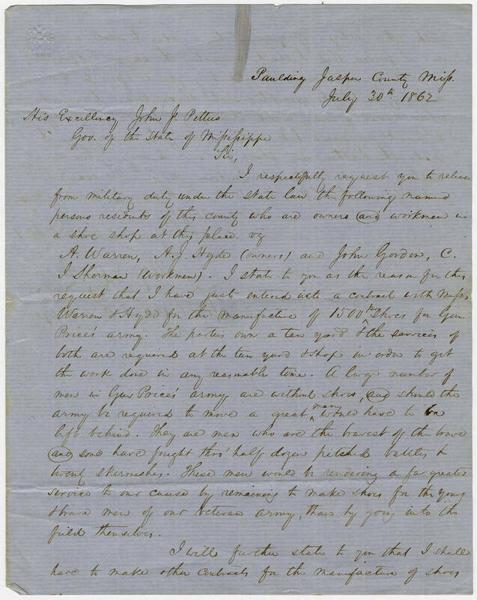 Paulding Jasper County Miss.
July 30th 1862
His Excellency John J. Pettus
Gov. of the State of Mississippi
Sir,
I respectfully request you to release
from military duty under the State law the following named
persons residents of this county who are owners (and) workmen in
a shoe shop at this place. viz
A. Warren, A. J. Hyde (owners) and John Gordon, C.
J Sherman (workmen). I state to you as the reason for this
request that I have just entered into a contract with Messrs
Warren & Hyde for the manufacture of 1500 prs shoes for Gen
Price's army. The parties own a tan yard & the services of
both are required at the tan yard & shop in order to get
the work done in any reasonable time. A large number of
men in Gen Price's army are without shoes, and should the
army be required to move a great many would have to be
left behind. They are men who are the bravest of the brave
and some have fought thro' half dozen pitched battles &
twenty skirmishes. These men would be rendering a far greater
service to our cause by remaining to make shoes for the young
& brave men of our veteran army, than by going into the
field themselves.
I will further state to you that I shall
have to make other contracts for the manufacture of shoes